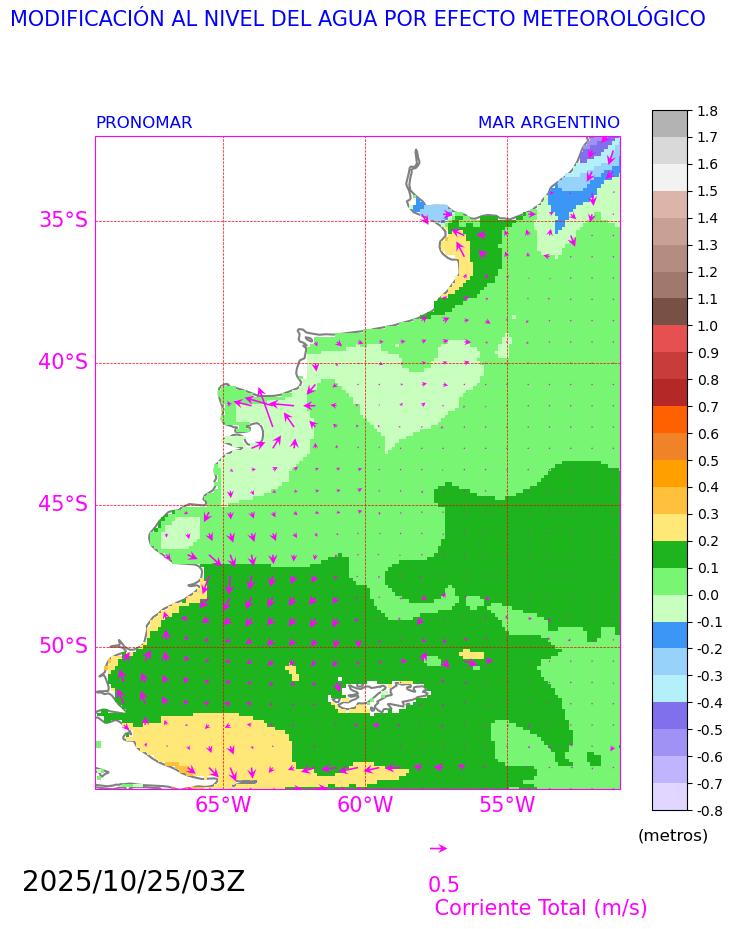 MODIFICACIÓN AL NIVEL DEL AGUA POR EFECTO METEOROLÓGICO
PRONOMAR MAR ARGENTINO
35°S
40°S
45°S
50°S
65°W 60°W 55°W
1.8
1.7
1.6
1.5
1.4
1.3
1.2
1.1
1.0
0.9
0.8
0.7
0.6
0.5
0.4
0.3
0.2
0.1
0.0
-0.1
-0.2
-0.3
-0.4
-0.5
-0.6
-0.7
-0.8
(metros)
2025/10/25/03Z
0.5
Corriente Total (m/s)